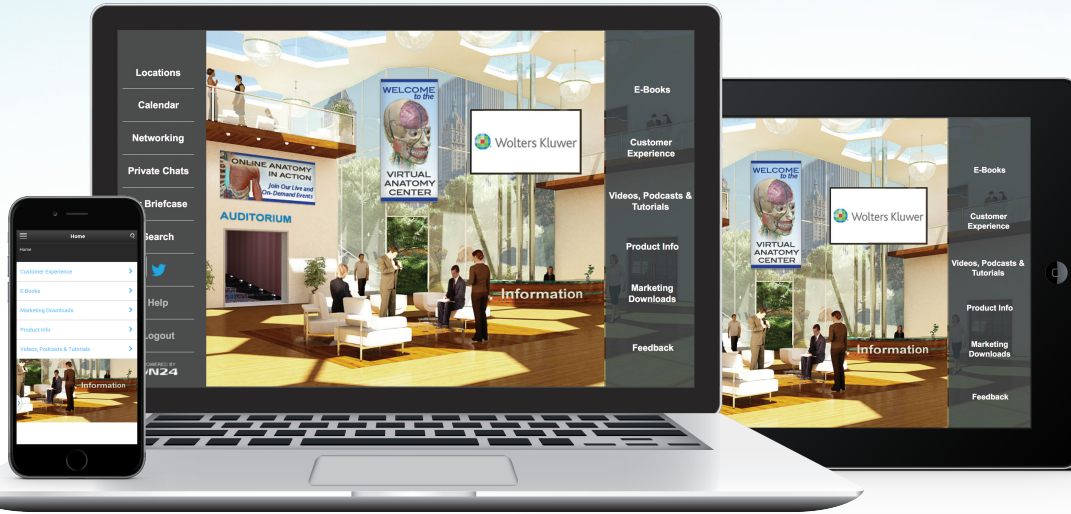 Locations
Calendar
Networking
Private Chats
Briefcase
Search
Help
Logout
POWERED BY
ON24
WELCOME
to the
VIRTUAL
ANATOMY
CENTER
Wolters Kluwer
ONLINE ANATOMY
IN ACTION
Join Our Live and
On-Demand Events
AUDITORIUM
Information
E-Books
Customer
Experience
Videos, Podcasts &
Tutorials
Product Info
Marketing
Downloads
Feedback
Home
Home
Customer Experience
E-Books
Marketing Downloads
Product Info
Videos, Podcasts & Tutorials
Information
WELCOME
to the
VIRTUAL
ANATOMY
CENTER
Wolters Kluwer
Information
E-Books
Customer
Experience
Videos, Podcasts &
Tutorials
Product Info
Marketing
Downloads
Feedback